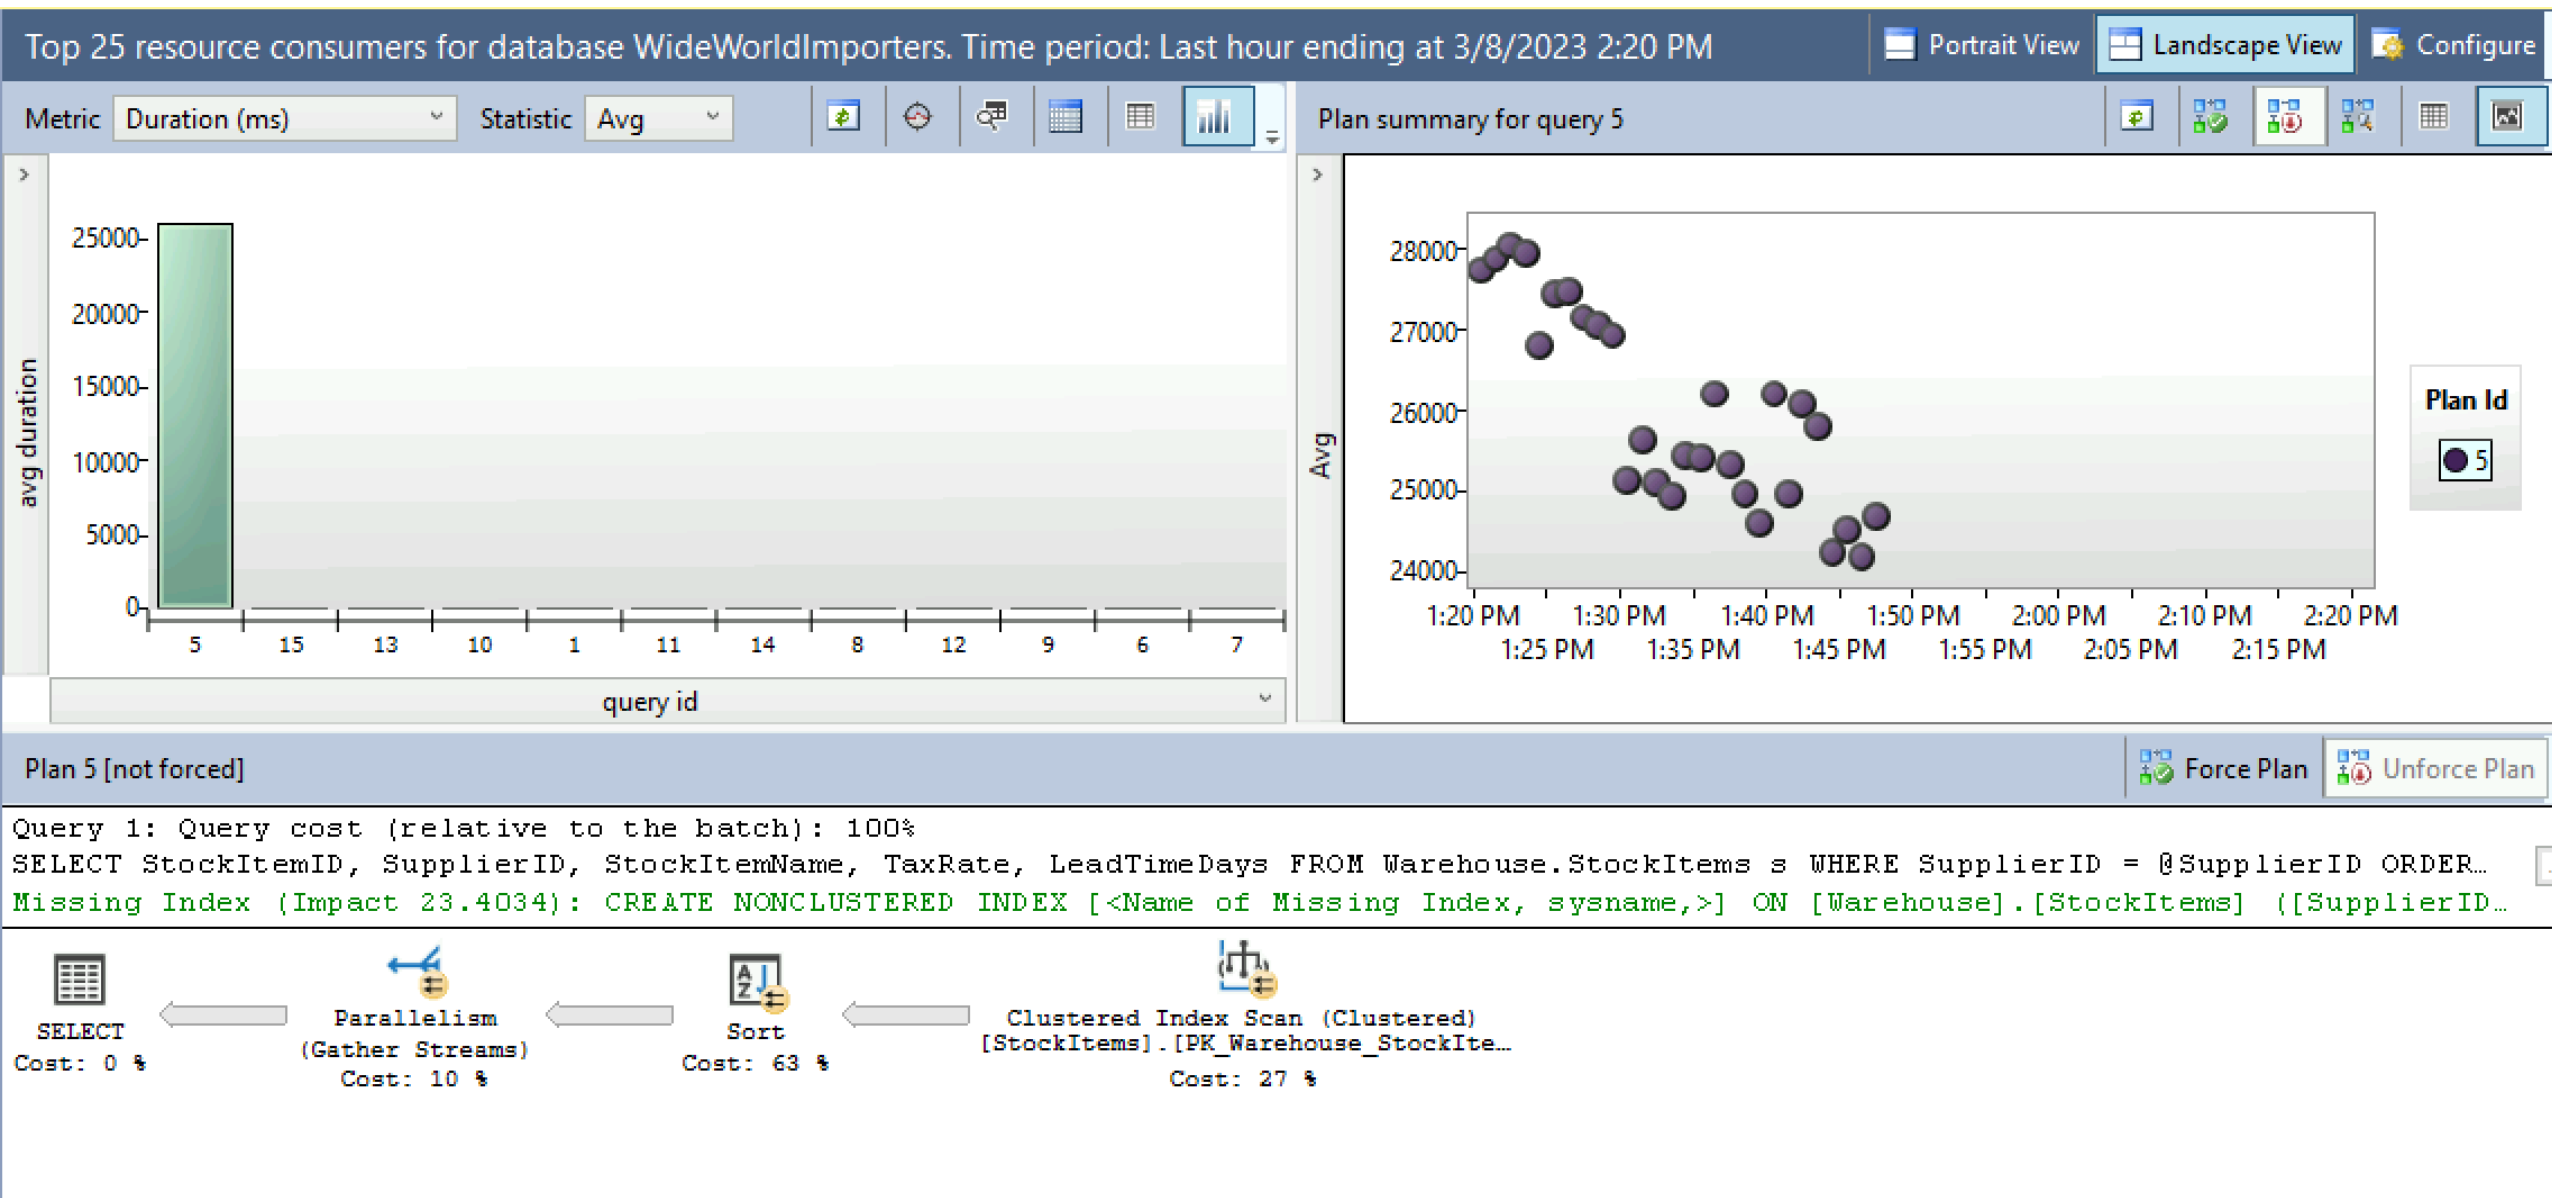 Top 25 resource consumers for database WideWorldImporters. Time period: Last hour ending at 3/8/2023 2:20 PM
Portrait View
Landscape View
Configure
Metric Duration (ms) Statistic Avg
Plan summary for query 5
avg duration
25000
20000
15000
10000
5000
0
5 15 13 10 1 11 14 8 12 9 6 7
query id
Avg
28000
27000
26000
25000
24000
1:20 PM 1:30 PM 1:40 PM 1:50 PM 2:00 PM 2:10 PM 2:20 PM
1:25 PM 1:35 PM 1:45 PM 1:55 PM 2:05 PM 2:15 PM
Plan Id
5
Plan 5 [not forced]
Force Plan
Unforce Plan
Query 1: Query cost (relative to the batch): 100%
SELECT StockItemID, SupplierID, StockItemName, TaxRate, LeadTimeDays FROM Warehouse.StockItems s WHERE SupplierID = @SupplierID ORDER…
Missing Index (Impact 23.4034): CREATE NONCLUSTERED INDEX [<Name of Missing Index, sysname,>] ON [Warehouse].[StockItems] ([SupplierID…
SELECT
Cost: 0 %
Parallelism
(Gather Streams)
Cost: 10 %
Sort
Cost: 63 %
Clustered Index Scan (Clustered)
[StockItems].[PK_Warehouse_StockIte…
Cost: 27 %